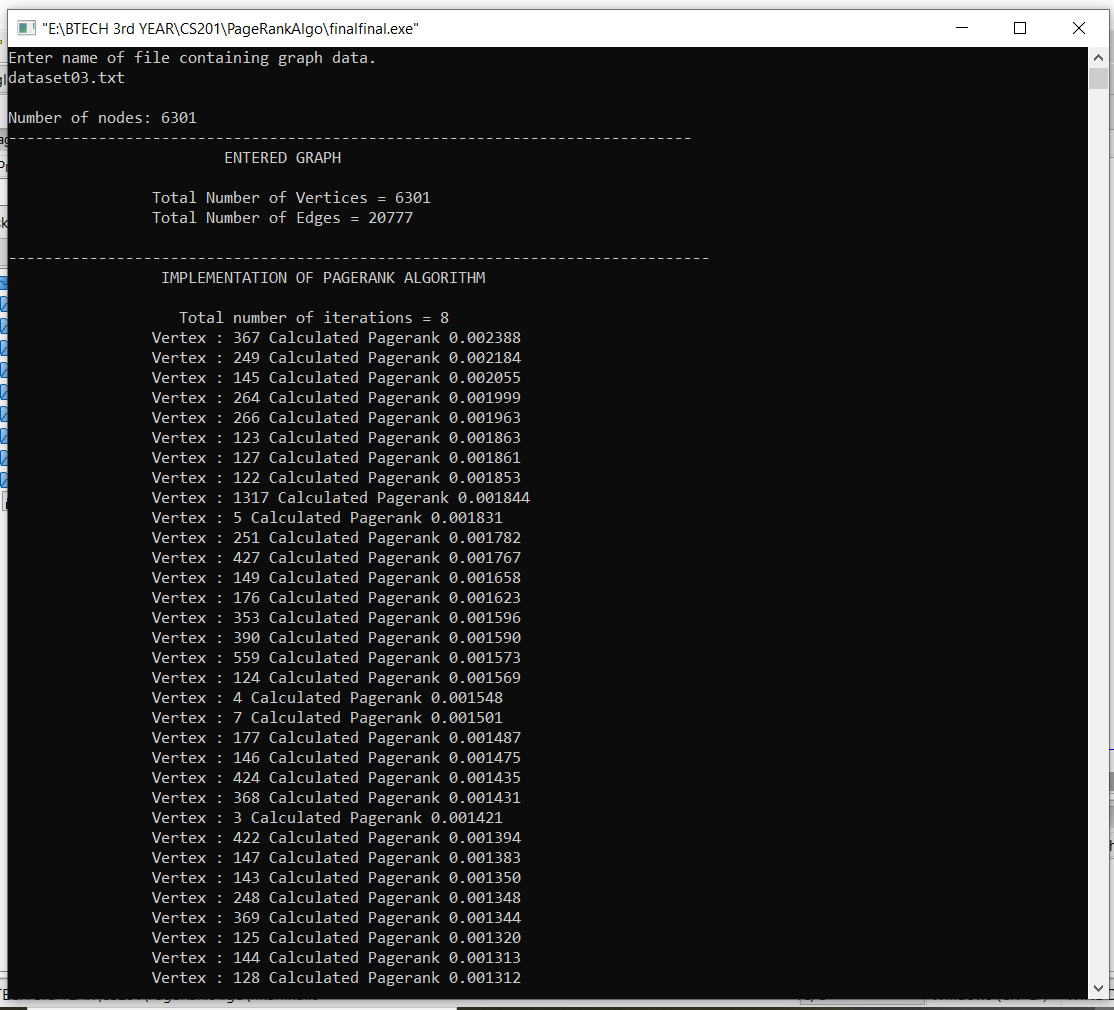 "E:\BTECH 3rd YEAR\CS201\PageRankAlgo\finalfinal.exe"
Enter name of file containing graph data.
dataset03.txt
Number of nodes: 6301
----------------------------------------------------------------------------
ENTERED GRAPH
Total Number of Vertices = 6301
Total Number of Edges = 20777
------------------------------------------------------------------------------
IMPLEMENTATION OF PAGERANK ALGORITHM
Total number of iterations = 8
Vertex : 367 Calculated Pagerank 0.002388
Vertex : 249 Calculated Pagerank 0.002184
Vertex : 145 Calculated Pagerank 0.002055
Vertex : 264 Calculated Pagerank 0.001999
Vertex : 266 Calculated Pagerank 0.001963
Vertex : 123 Calculated Pagerank 0.001863
Vertex : 127 Calculated Pagerank 0.001861
Vertex : 122 Calculated Pagerank 0.001853
Vertex : 1317 Calculated Pagerank 0.001844
Vertex : 5 Calculated Pagerank 0.001831
Vertex : 251 Calculated Pagerank 0.001782
Vertex : 427 Calculated Pagerank 0.001767
Vertex : 149 Calculated Pagerank 0.001658
Vertex : 176 Calculated Pagerank 0.001623
Vertex : 353 Calculated Pagerank 0.001596
Vertex : 390 Calculated Pagerank 0.001590
Vertex : 559 Calculated Pagerank 0.001573
Vertex : 124 Calculated Pagerank 0.001569
Vertex : 4 Calculated Pagerank 0.001548
Vertex : 7 Calculated Pagerank 0.001501
Vertex : 177 Calculated Pagerank 0.001487
Vertex : 146 Calculated Pagerank 0.001475
Vertex : 424 Calculated Pagerank 0.001435
Vertex : 368 Calculated Pagerank 0.001431
Vertex : 3 Calculated Pagerank 0.001421
Vertex : 422 Calculated Pagerank 0.001394
Vertex : 147 Calculated Pagerank 0.001383
Vertex : 143 Calculated Pagerank 0.001350
Vertex : 248 Calculated Pagerank 0.001348
Vertex : 369 Calculated Pagerank 0.001344
Vertex : 125 Calculated Pagerank 0.001320
Vertex : 144 Calculated Pagerank 0.001313
Vertex : 128 Calculated Pagerank 0.001312